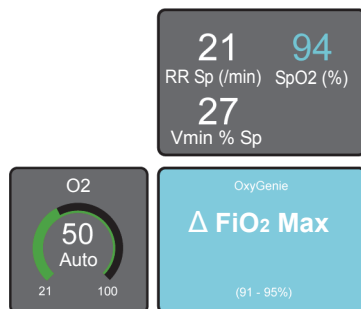 21 94
RR Sp (/min) SpO2 (%)
27
Vmin % Sp
O2
50
Auto
21 100
OxyGenie
Δ FiO₂ Max
(91 - 95%)